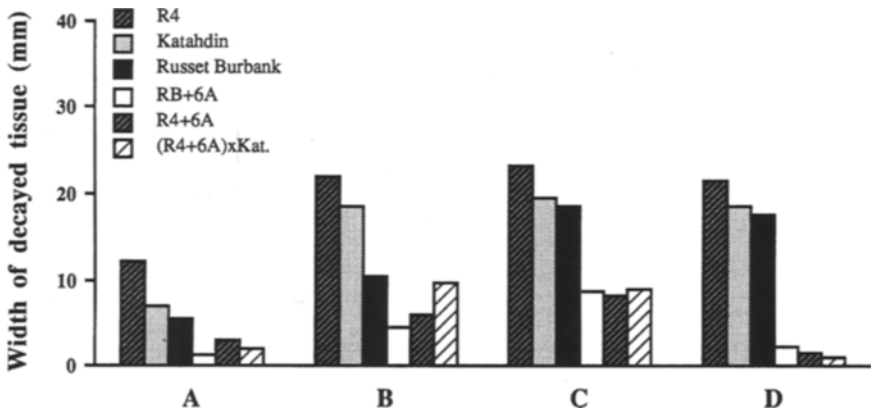 Width of decayed tissue (mm)
40
30
20
10
0
R4
Katahdin
Russet Burbank
RB+6A
R4+6A
(R4+6A)xKat.
A
B
C
D